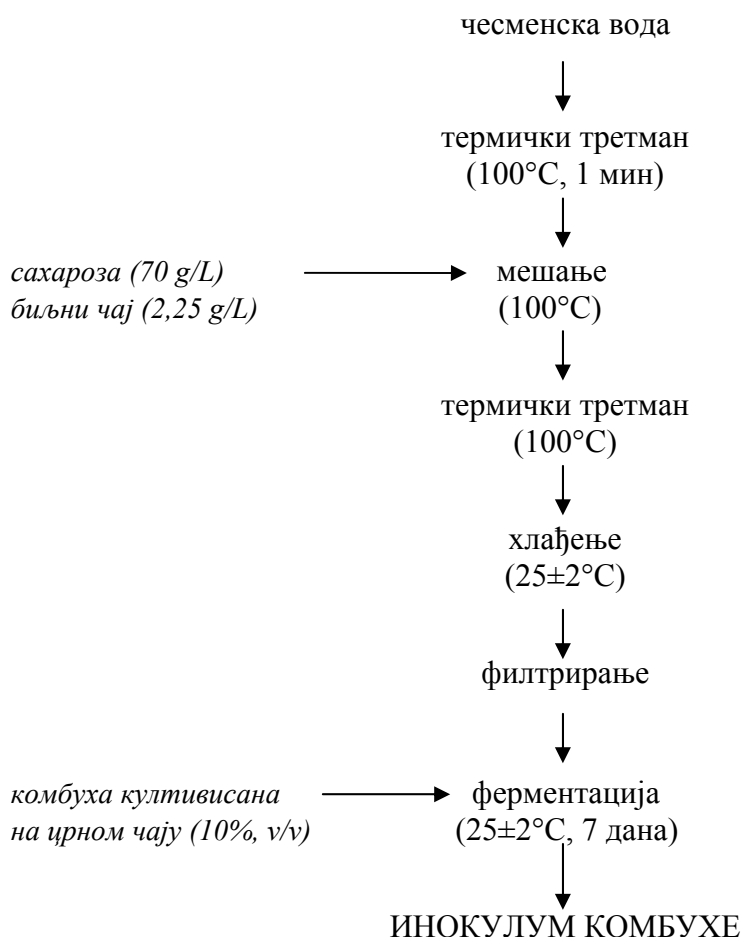 чесменска вода
термички третман
(100°C, 1 мин)
сахароза (70 g/L)
биљни чај (2,25 g/L)
мешање
(100°C)
термички третман
(100°C)
хлађење
(25±2°C)
филтрирање
комбуха култивисана
на црном чају (10%, v/v)
ферментација
(25±2°C, 7 дана)
ИНОКУЛУМ КОМБУХЕ